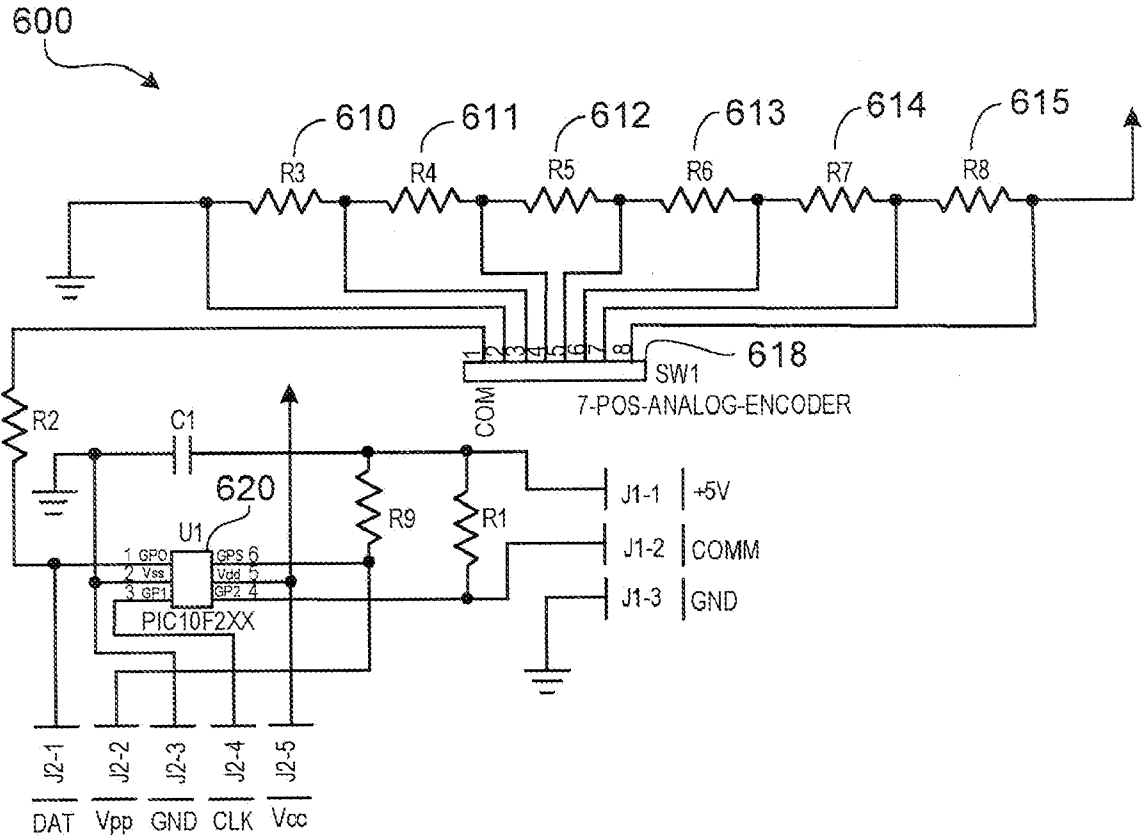 600
610 611 612 613 614 615
R3 R4 R5 R6 R7 R8
1 2 3 4 5 6 7 8
618
SW1
COM
7-POS-ANALOG-ENCODER
R2
C1
620
R9
R1
J1-1 +5V
J1-2 COMM
J1-3 GND
U1
1 GPO GPS 6
2 Vss Vdd 5
3 GP1 GP2 4
PIC10F2XX
J2-1 J2-2 J2-3 J2-4 J2-5
DAT Vpp GND CLK Vcc